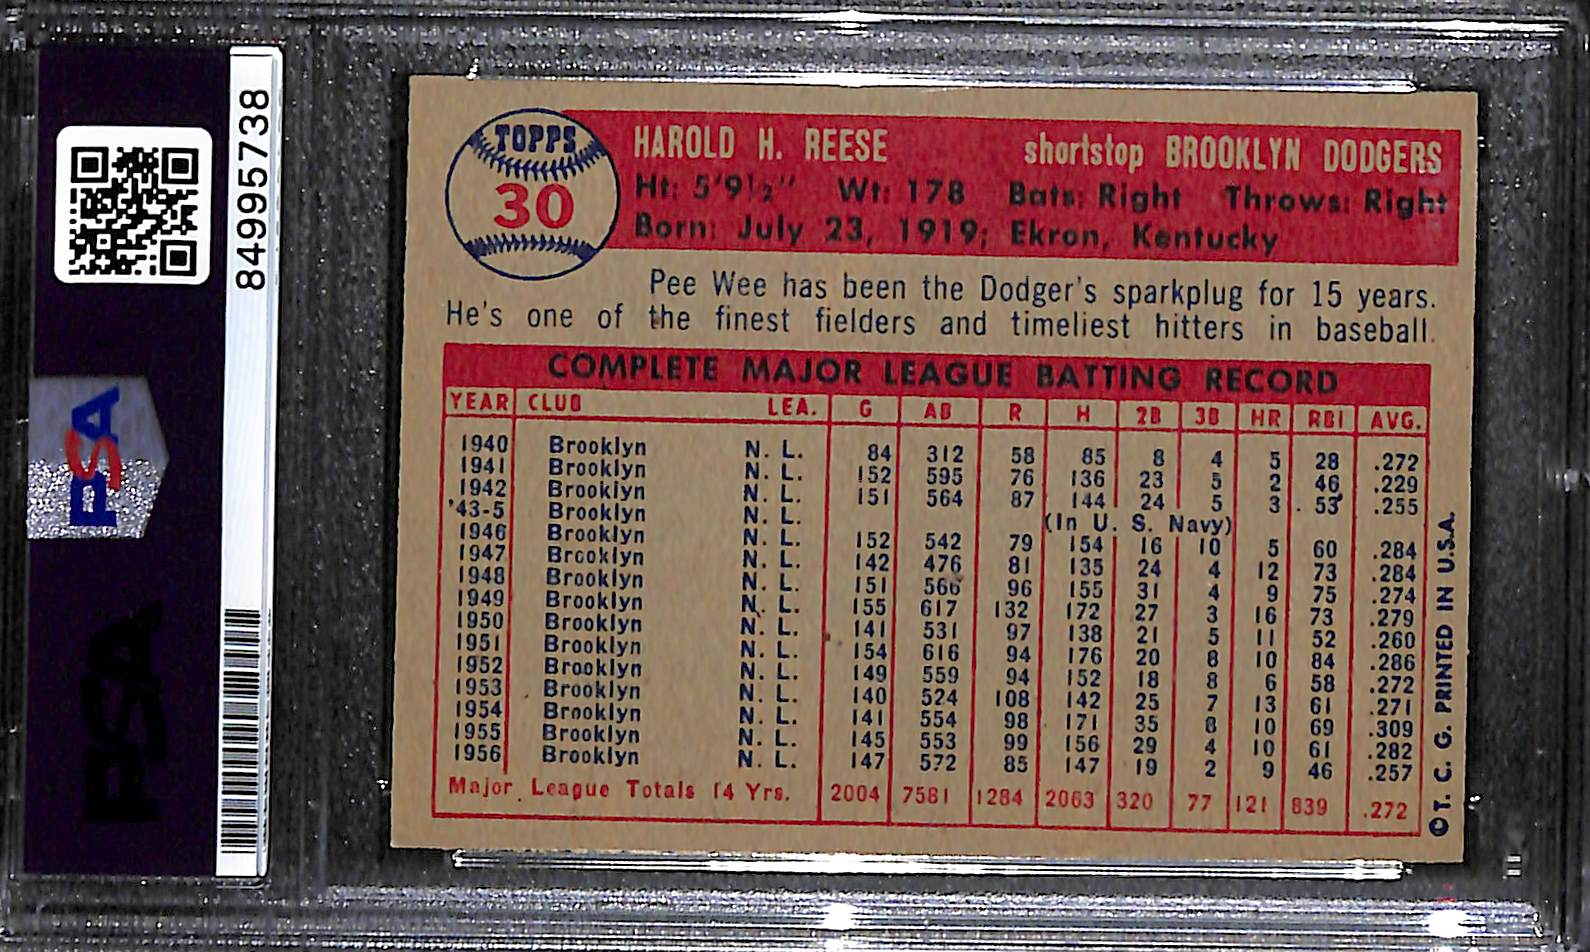 84995738
PSA
PSA
TOPPS
30
HAROLD H. REESE shortstop BROOKLYN DODGERS
Ht: 5'9½" Wt: 178 Bats: Right Throws: Right
Born: July 23, 1919; Ekron, Kentucky
Pee Wee has been the Dodger's sparkplug for 15 years.
He's one of the finest fielders and timeliest hitters in baseball.
COMPLETE MAJOR LEAGUE BATTING RECORD
YEAR CLUB LEA. G AB R H 2B 3B HR RBI AVG.
1940 Brooklyn N. L. 84 312 58 85 8 4 5 28 .272
1941 Brooklyn N. L. 152 595 76 136 23 5 2 46 .229
1942 Brooklyn N. L. 151 564 87 144 24 5 3 53 .255
'43-5 Brooklyn N. L. (In U. S. Navy)
1946 Brooklyn N. L. 152 542 79 154 16 10 5 60 .284
1947 Brooklyn N. L. 142 476 81 135 24 4 12 73 .284
1948 Brooklyn N. L. 151 566 96 155 31 4 9 75 .274
1949 Brooklyn N. L. 155 617 132 172 27 3 16 73 .279
1950 Brooklyn N. L. 141 531 97 138 21 5 11 52 .260
1951 Brooklyn N. L. 154 616 94 176 20 8 10 84 .286
1952 Brooklyn N. L. 149 559 94 152 18 8 6 58 .272
1953 Brooklyn N. L. 140 524 108 142 25 7 13 61 .271
1954 Brooklyn N. L. 141 554 98 171 35 8 10 69 .309
1955 Brooklyn N. L. 145 553 99 156 29 4 10 61 .282
1956 Brooklyn N. L. 147 572 85 147 19 2 9 46 .257
Major League Totals 14 Yrs. 2004 7581 1284 2063 320 77 121 839 .272
©T. C. G. PRINTED IN U.S.A.